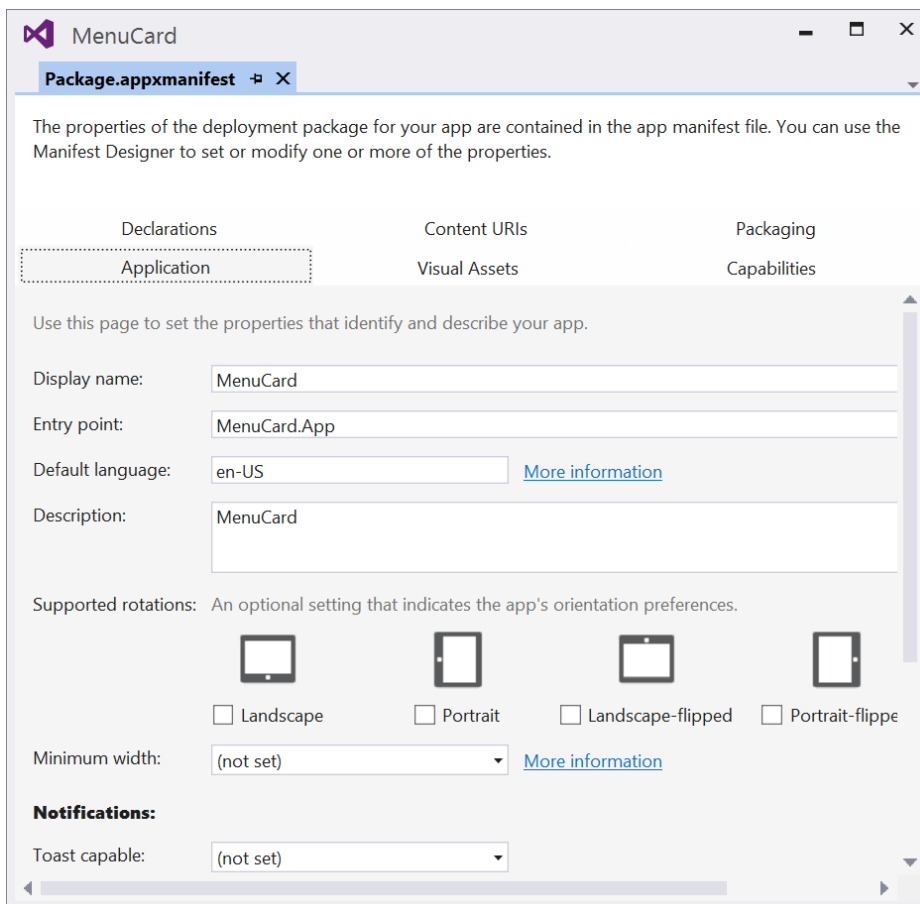 MenuCard
Package.appxmanifest
The properties of the deployment package for your app are contained in the app manifest file. You can use the
Manifest Designer to set or modify one or more of the properties.
Declarations Content URIs Packaging
Application Visual Assets Capabilities
Use this page to set the properties that identify and describe your app.
Display name: MenuCard
Entry point: MenuCard.App
Default language: en-US More information
Description: MenuCard
Supported rotations: An optional setting that indicates the app's orientation preferences.
Landscape Portrait Landscape-flipped Portrait-flippe
Minimum width: (not set) More information
Notifications:
Toast capable: (not set)